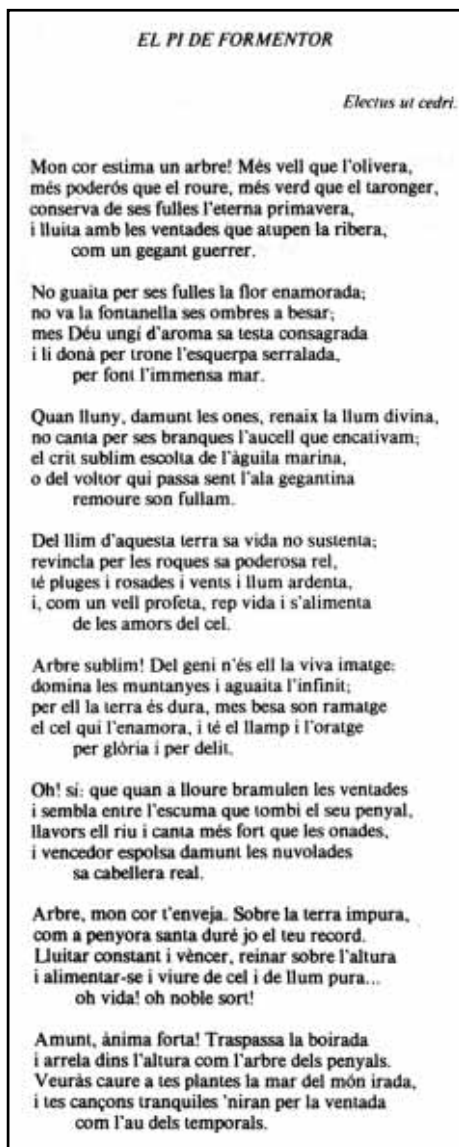 EL PI DE FORMENTOR
Electus ut cedri.
Mon cor estima un arbre! Més vell que l'olivera,
més poderós que el roure, més verd que el taronger,
conserva de ses fulles l'eterna primavera,
i lluita amb les ventades que atupen la ribera,
com un gegant guerrer.
No guaita per ses fulles la flor enamorada;
no va la fontanella ses ombres a besar;
mes Déu ungí d'aroma sa testa consagrada
i li donà per trone l'esquerpa serralada,
per font l'immensa mar.
Quan lluny, damunt les ones, renaix la llum divina,
no canta per ses branques l'aucell que encativam;
el crit sublim escolta de l'àguila marina,
o del voltor qui passa sent l'ala gegantina
remoure son fullam.
Del llim d'aquesta terra sa vida no sustenta;
revincla per les roques sa poderosa rel,
té pluges i rosades i vents i llum ardenta,
i, com un vell profeta, rep vida i s'alimenta
de les amors del cel.
Arbre sublim! Del geni n'és ell la viva imatge:
domina les muntanyes i aguaita l'infinit;
per ell la terra és dura, mes besa son ramatge
el cel qui l'enamora, i té el llamp i l'oratge
per glòria i per delit.
Oh! sí: que quan a lloure bramulen les ventades
i sembla entre l'escuma que tombi el seu penyal,
llavors ell riu i canta més fort que les onades,
i vencedor espolsa damunt les nuvolades
sa cabellera real.
Arbre, mon cor t'enveja. Sobre la terra impura,
com a penyora santa duré jo el teu record.
Lluitar constant i vèncer, reinar sobre l'altura
i alimentar-se i viure de cel i de llum pura...
oh vida! oh noble sort!
Amunt, ànima forta! Traspassa la boirada
i arrela dins l'altura com l'arbre dels penyals.
Veuràs caure a tes plantes la mar del món irada,
i tes cançons tranquiles 'niran per la ventada
com l'au dels temporals.